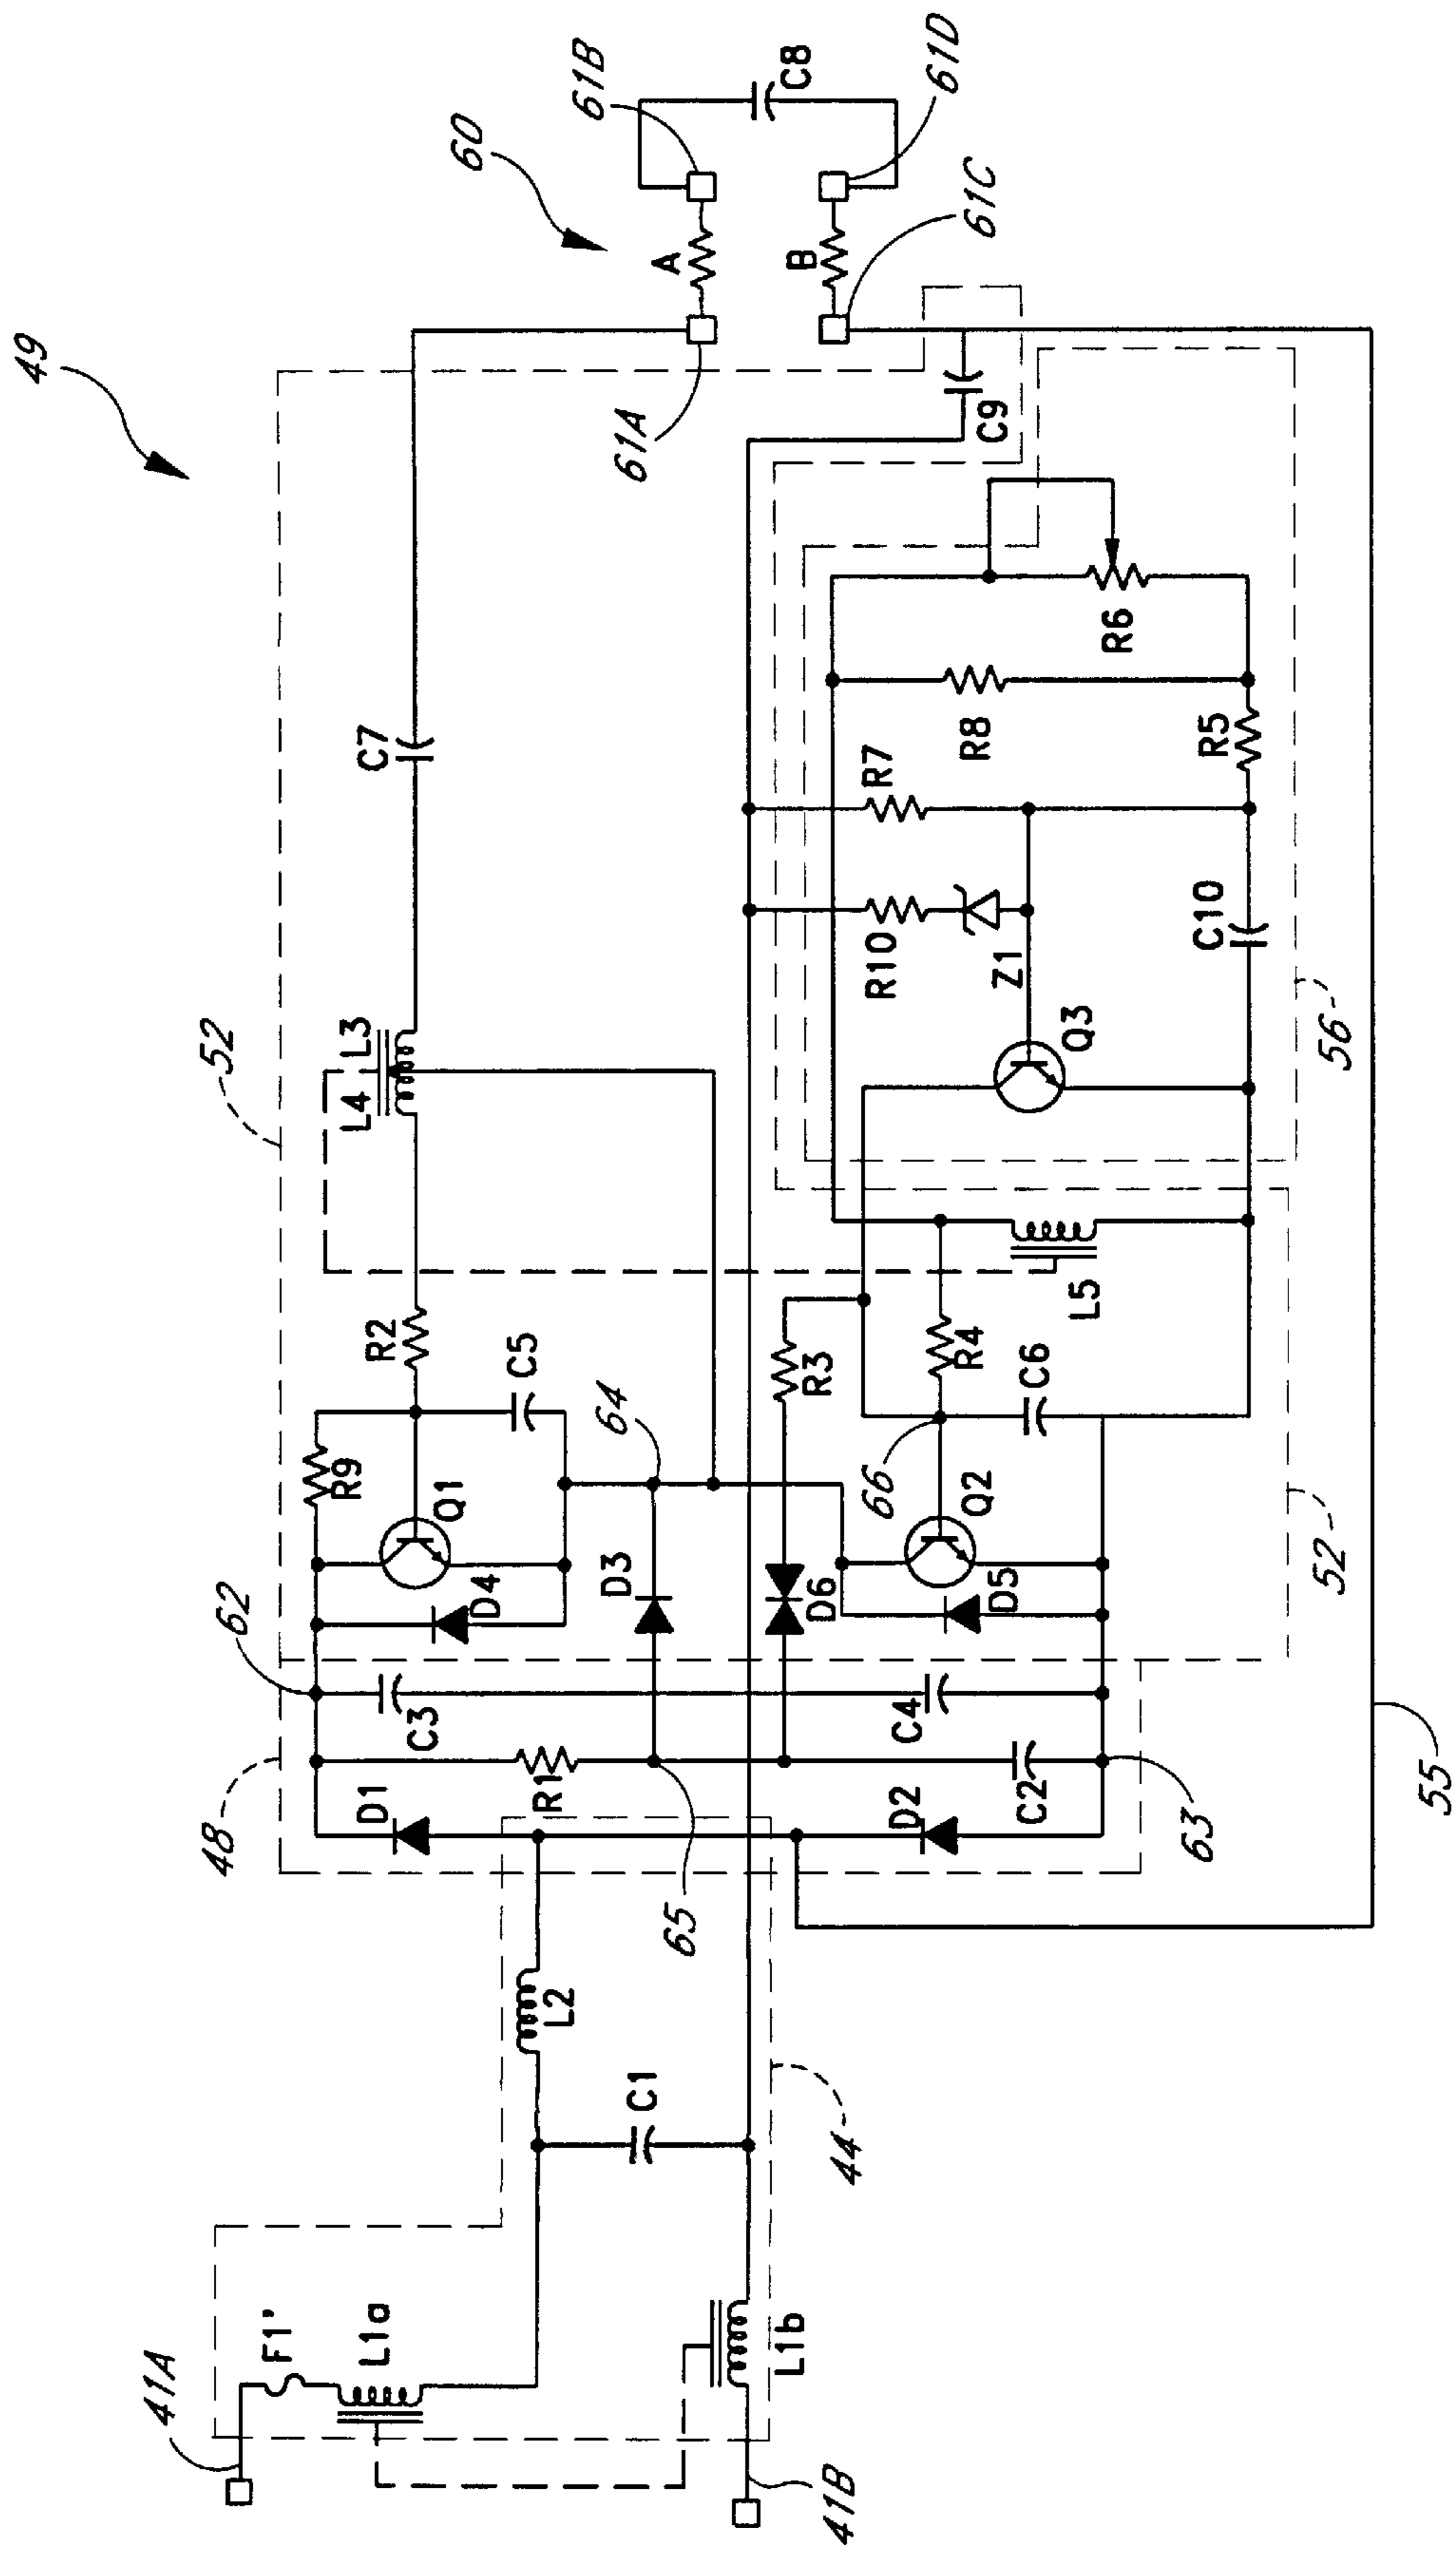 49
60
61B
C8
61D
A
B
61C
61A
C9
C7
52
L4 L3
R2
R9
C5
Q1
D4
62
48
C3
D1
R1
D3
64
65
D6
R3
66
R4
C6
Q2
D5
C4
C2
D2
63
L5
R7
R10
Z1
Q3
R8
R6
R5
C10
56'
52'
55
41A
F1'
L1a
L2
C1
44
L1b
41B